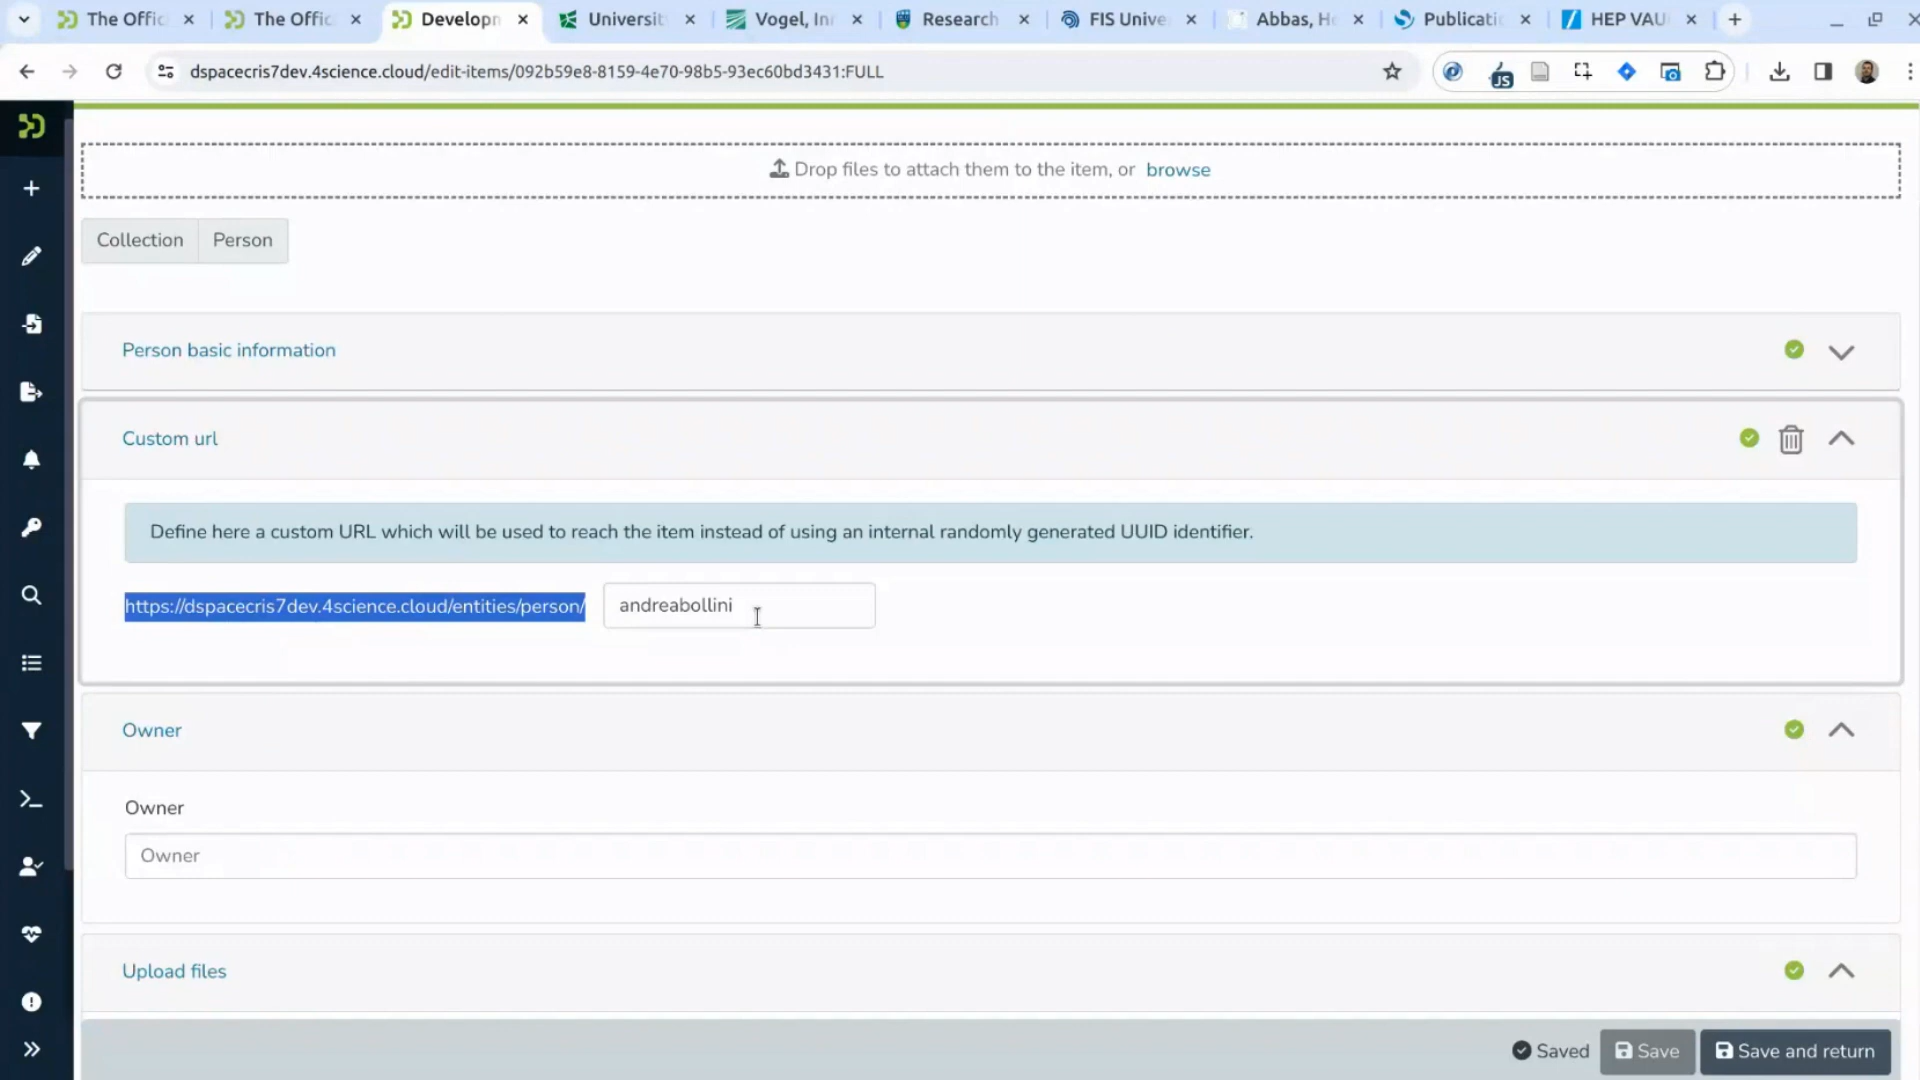 The Offic
The Offic
Developn
Universit
Vogel, Inn
Research
FIS Unive
Abbas, He
Publicati
HEP VAU
dspacecris7dev.4science.cloud/edit-items/092b59e8-8159-4e70-98b5-93ec60bd3431:FULL
JS
Drop files to attach them to the item, or browse
Collection Person
Person basic information
Custom url
Define here a custom URL which will be used to reach the item instead of using an internal randomly generated UUID identifier.
https://dspacecris7dev.4science.cloud/entities/person/ andreabollini
Owner
Owner
Owner
Upload files
Saved Save Save and return